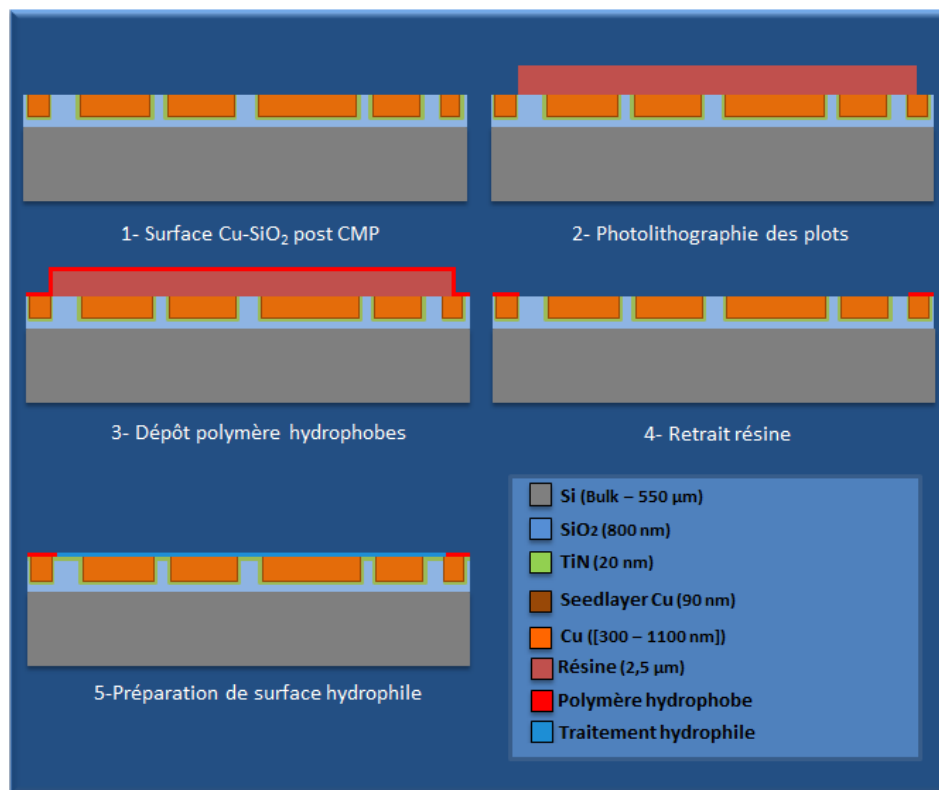 1- Surface Cu-SiO₂ post CMP
2- Photolithographie des plots
3- Dépôt polymère hydrophobes
4- Retrait résine
5-Préparation de surface hydrophile
Si (Bulk – 550 µm)
SiO₂ (800 nm)
TiN (20 nm)
Seedlayer Cu (90 nm)
Cu ([300 – 1100 nm])
Résine (2,5 µm)
Polymère hydrophobe
Traitement hydrophile